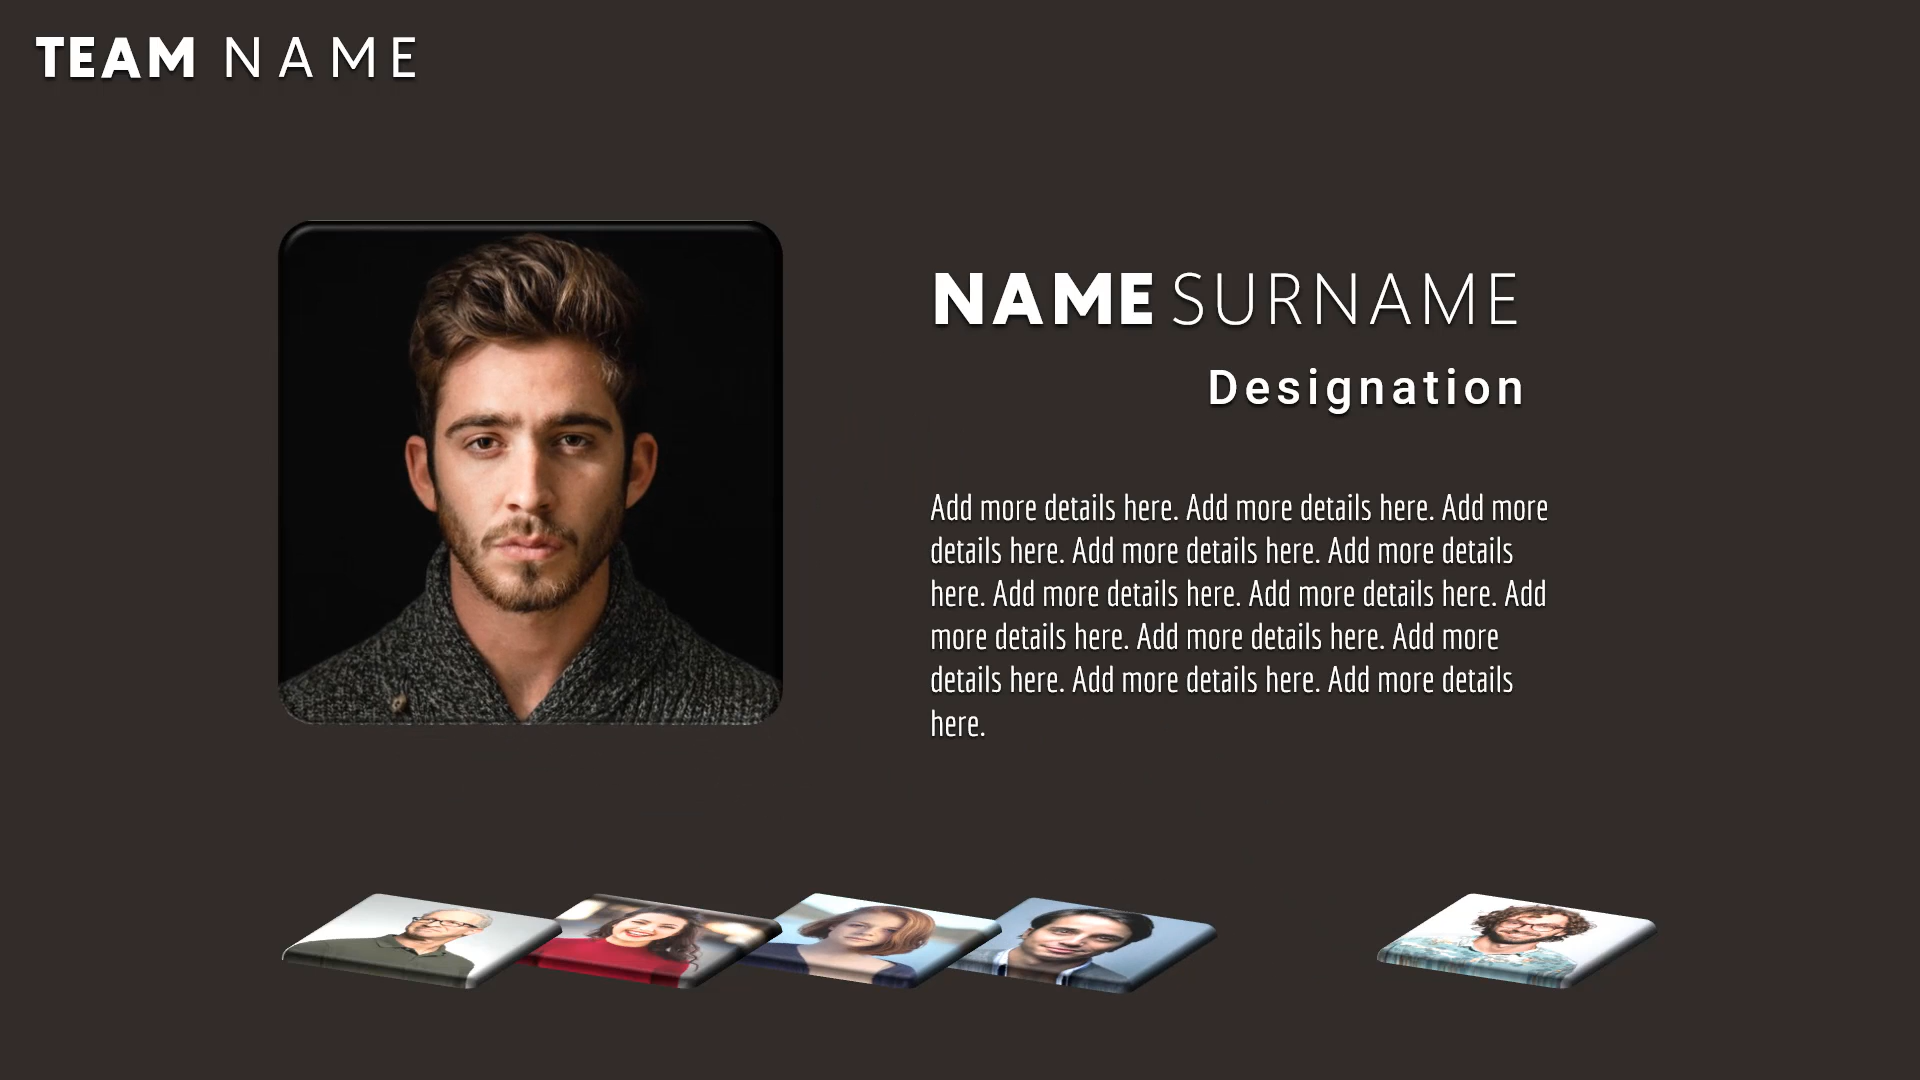 TEAM NAME
NAME SURNAME
Designation
Add more details here. Add more details here. Add more
details here. Add more details here. Add more details
here. Add more details here. Add more details here. Add
more details here. Add more details here. Add more
details here. Add more details here. Add more details
here.